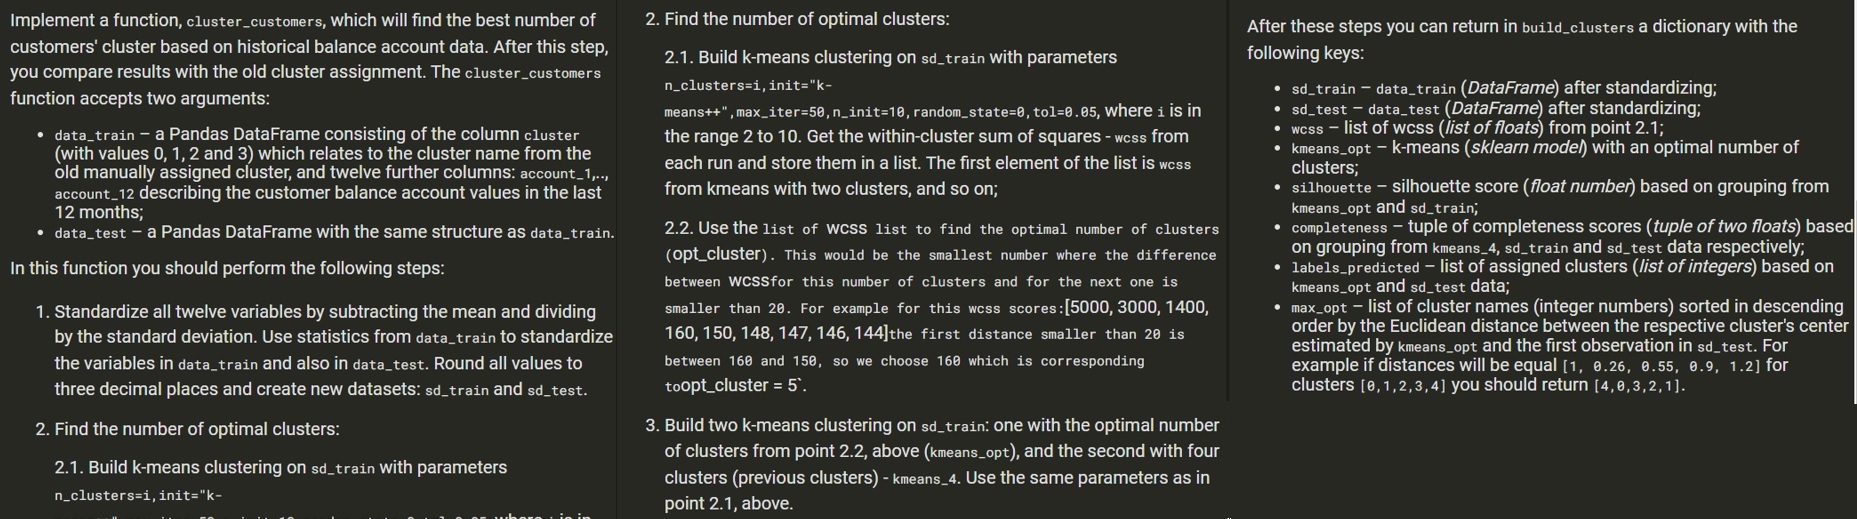 Implement a function, cluster_customers, which will find the best number of
customers' cluster based on historical balance account data. After this step,
you compare results with the old cluster assignment. The cluster_customers
function accepts two arguments:
• data_train – a Pandas DataFrame consisting of the column cluster
(with values 0, 1, 2 and 3) which relates to the cluster name from the
old manually assigned cluster, and twelve further columns: account_1,..,
account_12 describing the customer balance account values in the last
12 months;
• data_test – a Pandas DataFrame with the same structure as data_train.
In this function you should perform the following steps:
1. Standardize all twelve variables by subtracting the mean and dividing
by the standard deviation. Use statistics from data_train to standardize
the variables in data_train and also in data_test. Round all values to
three decimal places and create new datasets: sd_train and sd_test.
2. Find the number of optimal clusters:
2.1. Build k-means clustering on sd_train with parameters
n_clusters=i,init="k-
2. Find the number of optimal clusters:
2.1. Build k-means clustering on sd_train with parameters
n_clusters=i,init="k-
means++",max_iter=50,n_init=10,random_state=0,tol=0.05, where i is in
the range 2 to 10. Get the within-cluster sum of squares - wcss from
each run and store them in a list. The first element of the list is wcss
from kmeans with two clusters, and so on;
2.2. Use the list of wcss list to find the optimal number of clusters
(opt_cluster). This would be the smallest number where the difference
between wcssfor this number of clusters and for the next one is
smaller than 20. For example for this wcss scores:[5000, 3000, 1400,
160, 150, 148, 147, 146, 144]the first distance smaller than 20 is
between 160 and 150, so we choose 160 which is corresponding
toopt_cluster = 5`.
3. Build two k-means clustering on sd_train: one with the optimal number
of clusters from point 2.2, above (kmeans_opt), and the second with four
clusters (previous clusters) - kmeans_4. Use the same parameters as in
point 2.1, above.
After these steps you can return in build_clusters a dictionary with the
following keys:
• sd_train – data_train (DataFrame) after standardizing;
• sd_test – data_test (DataFrame) after standardizing;
• wcss – list of wcss (list of floats) from point 2.1;
• kmeans_opt – k-means (sklearn model) with an optimal number of
clusters;
• silhouette – silhouette score (float number) based on grouping from
kmeans_opt and sd_train;
• completeness – tuple of completeness scores (tuple of two floats) based
on grouping from kmeans_4, sd_train and sd_test data respectively;
• labels_predicted – list of assigned clusters (list of integers) based on
kmeans_opt and sd_test data;
• max_opt – list of cluster names (integer numbers) sorted in descending
order by the Euclidean distance between the respective cluster's center
estimated by kmeans_opt and the first observation in sd_test. For
example if distances will be equal [1, 0.26, 0.55, 0.9, 1.2] for
clusters [0,1,2,3,4] you should return [4,0,3,2,1].